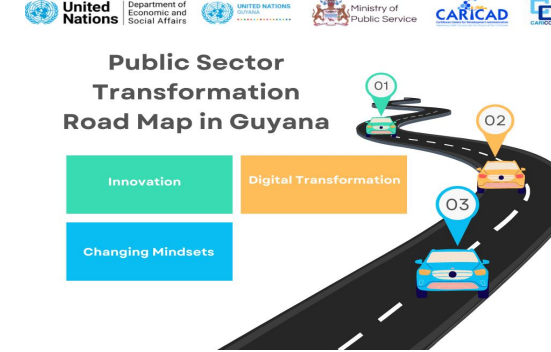 United Nations
Department of Economic and Social Affairs
UNITED NATIONS
GUYANA
Ministry of
Public Service
CARICAD
Public Sector
Transformation
Road Map in Guyana
01
02
03
Innovation
Digital Transformation
Changing Mindsets